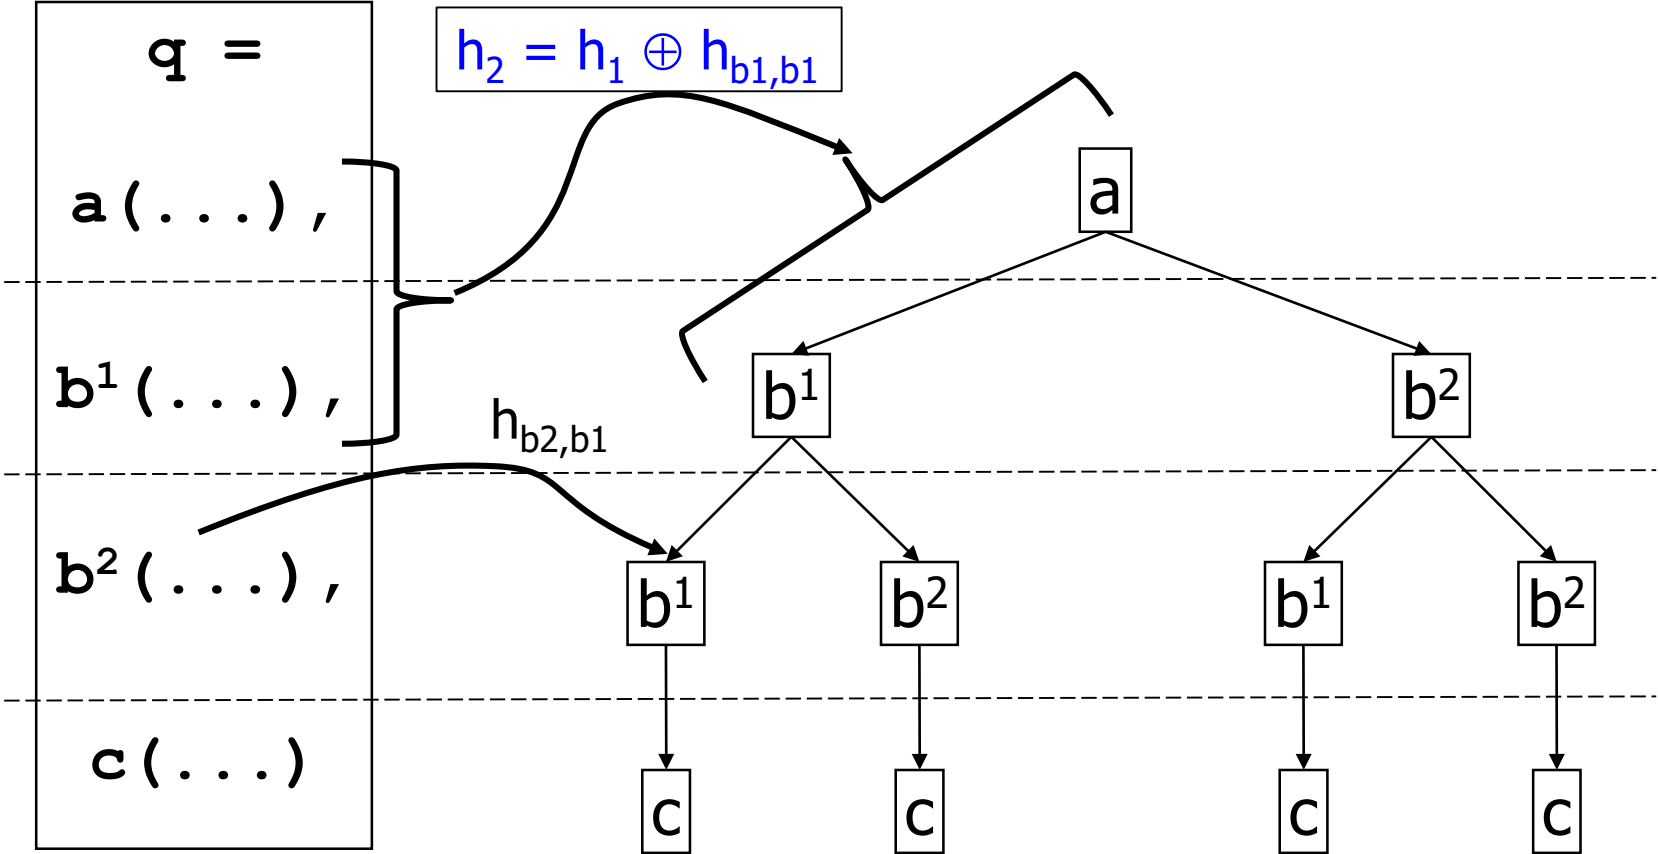 q =
h₂ = h₁ ⊕ h_b1,b1
a(...),
a
b¹(...),
b¹ b²
h_b2,b1
b²(...),
b¹ b² b¹ b²
c(...)
c c c c